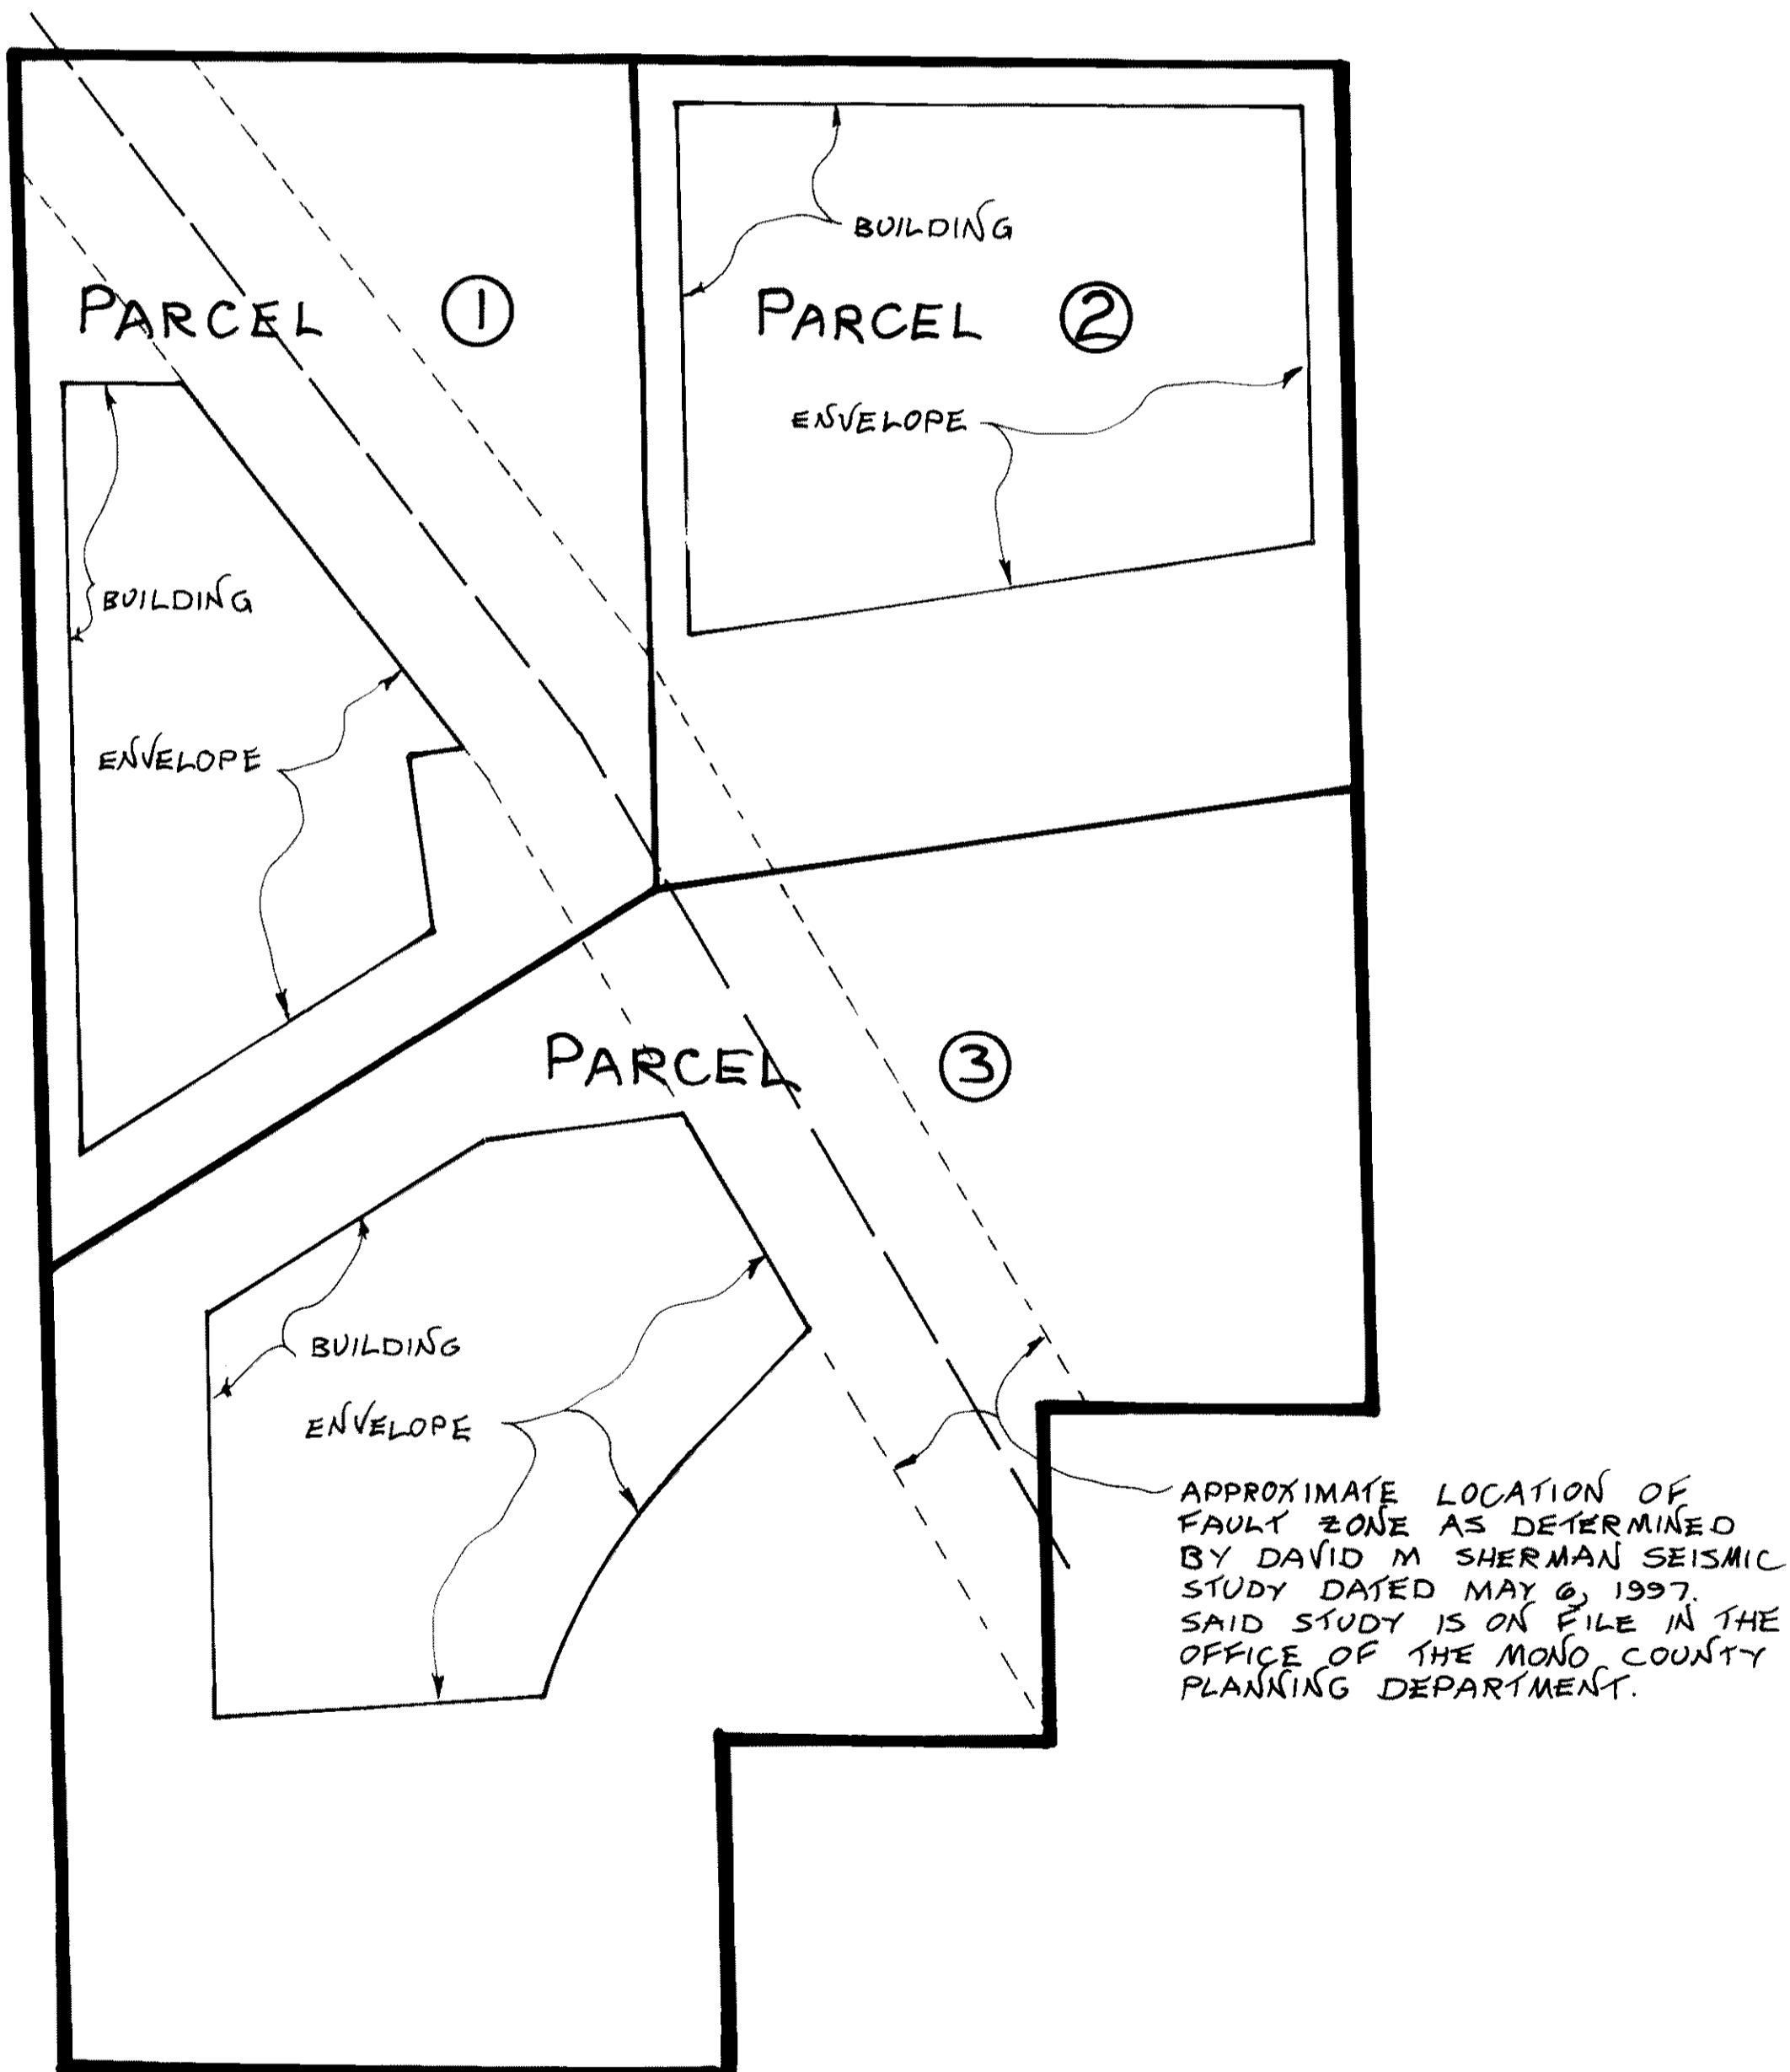 BUILDING
PARCEL 1
PARCEL 2
ENVELOPE
BUILDING
ENVELOPE
PARCEL 3
BUILDING
ENVELOPE
APPROXIMATE LOCATION OF
FAULT ZONE AS DETERMINED
BY DAVID M SHERMAN SEISMIC
STUDY DATED MAY 6, 1997.
SAID STUDY IS ON FILE IN THE
OFFICE OF THE MONO COUNTY
PLANNING DEPARTMENT.